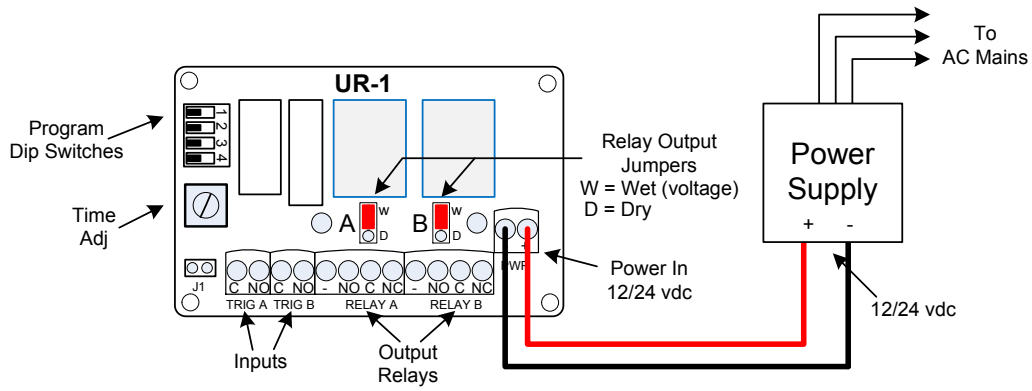 To
AC Mains
UR-1
1
2
3
4
Program
Dip Switches
Relay Output
Jumpers
W = Wet (voltage)
D = Dry
Power
Supply
+ -
Time
Adj
A
W
D
B
W
D
- +
PWR
Power In
12/24 vdc
12/24 vdc
J1
C NO C NO - NO C NC - NO C NC
TRIG A TRIG B RELAY A RELAY B
Inputs
Output
Relays